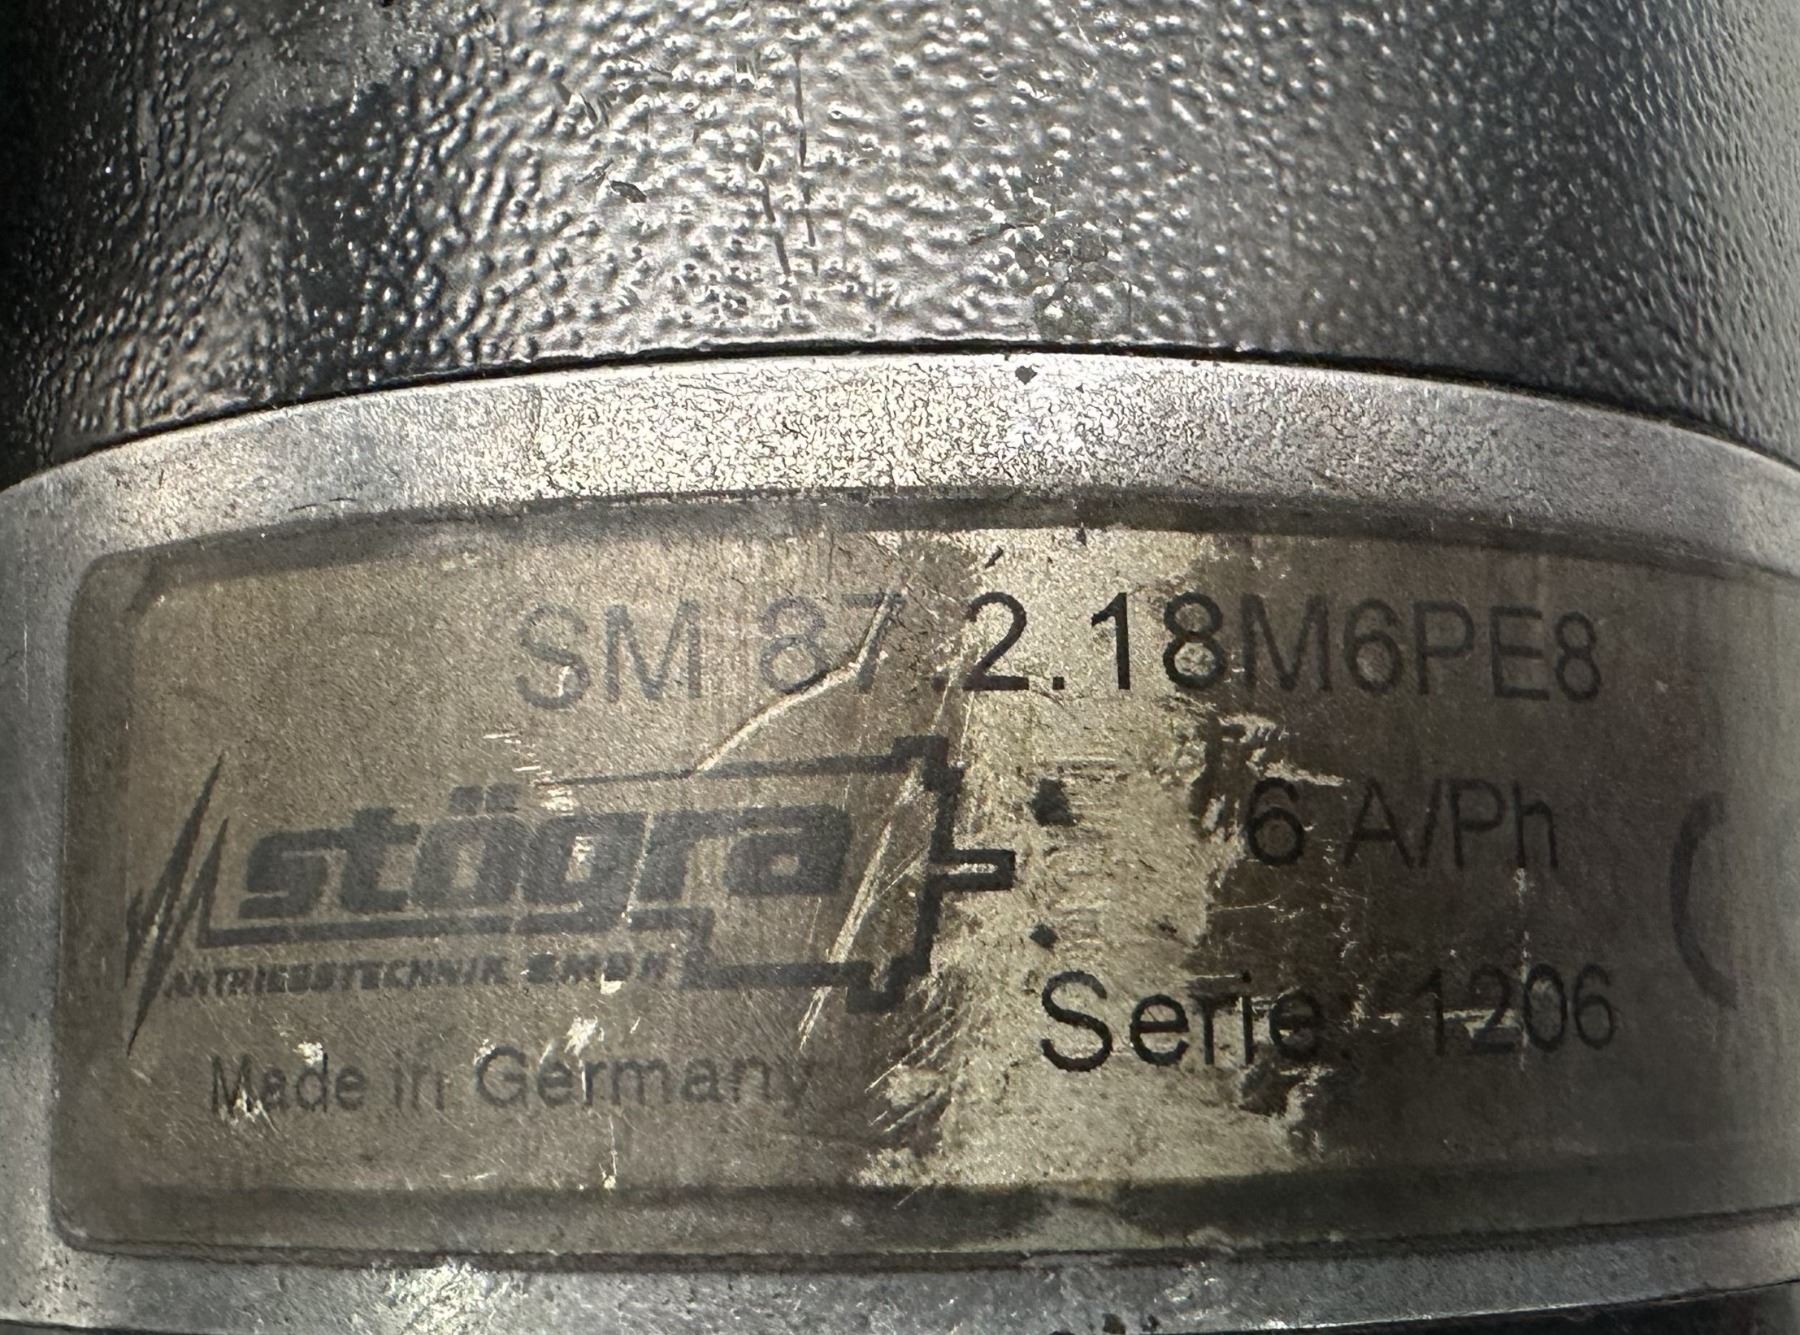 SM 87.2.18M6PE8
stögra
6 A/Ph
ANTRIEBSTECHNIK GMBH
Serie: 1206
Made in Germany